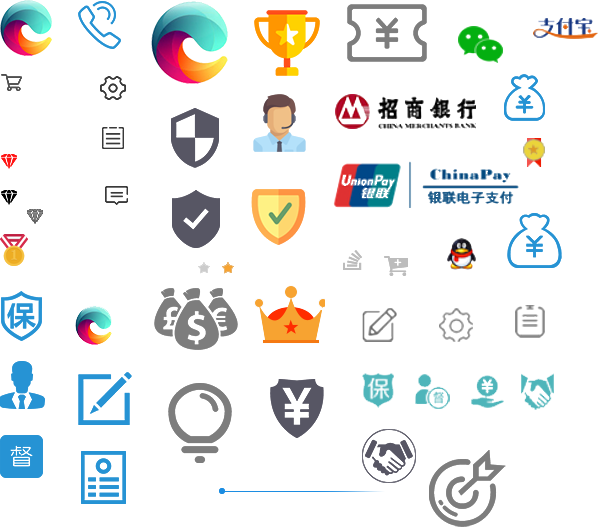 ¥
支付宝
¥
招商银行
CHINA MERCHANTS BANK
UnionPay
银联
ChinaPay
银联电子支付
¥
£
$
€
保
¥
保
督
¥
督